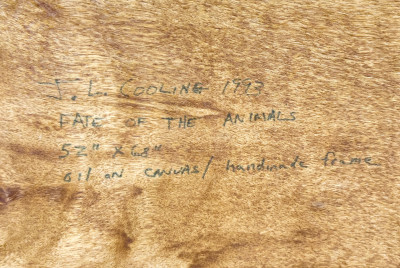 J. L. COOLING 1993
FATE OF THE ANIMALS
52" X 68"
oil on CANVAS/ handmade frame